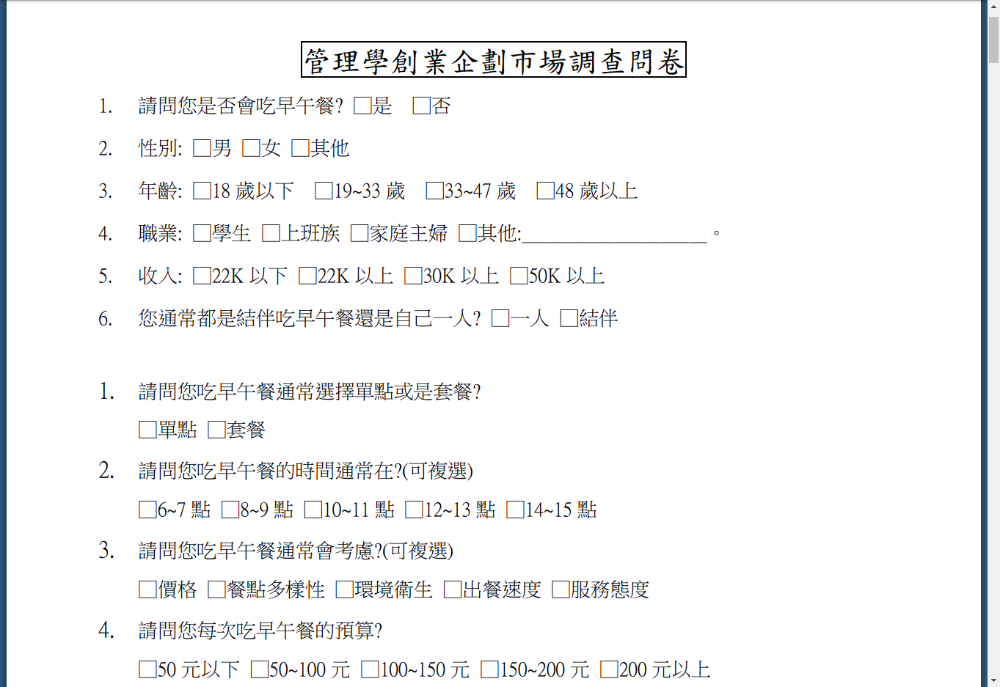 管理學創業企劃市場調查問卷
1. 請問您是否會吃早午餐? □是 □否
2. 性別: □男 □女 □其他
3. 年齡: □18 歲以下 □19~33 歲 □33~47 歲 □48 歲以上
4. 職業: □學生 □上班族 □家庭主婦 □其他:__________________。
5. 收入: □22K 以下 □22K 以上 □30K 以上 □50K 以上
6. 您通常都是結伴吃早午餐還是自己一人? □一人 □結伴
1. 請問您吃早午餐通常選擇單點或是套餐?
□單點 □套餐
2. 請問您吃早午餐的時間通常在?(可複選)
□6~7 點 □8~9 點 □10~11 點 □12~13 點 □14~15 點
3. 請問您吃早午餐通常會考慮?(可複選)
□價格 □餐點多樣性 □環境衛生 □出餐速度 □服務態度
4. 請問您每次吃早午餐的預算?
□50 元以下 □50~100 元 □100~150 元 □150~200 元 □200 元以上